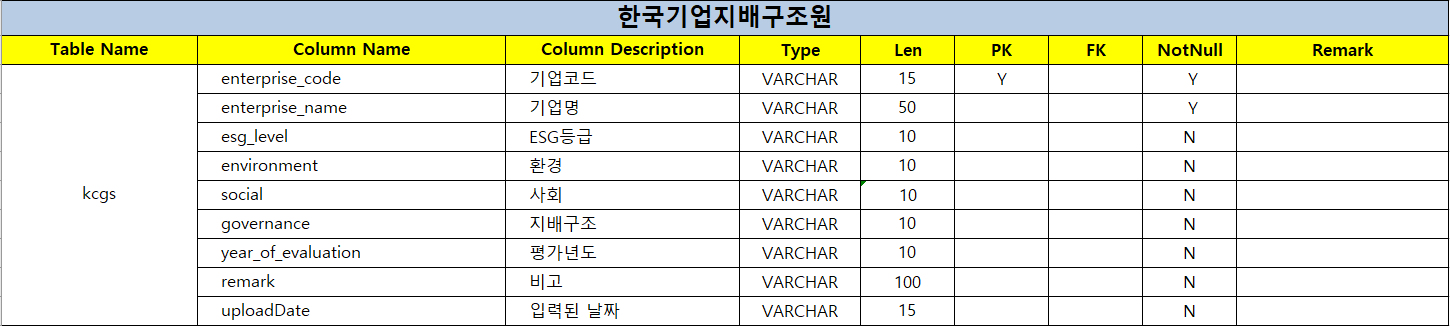 한국기업지배구조원
Table Name Column Name Column Description Type Len PK FK NotNull Remark
kcgs
enterprise_code 기업코드 VARCHAR 15 Y Y
enterprise_name 기업명 VARCHAR 50 Y
esg_level ESG등급 VARCHAR 10 N
environment 환경 VARCHAR 10 N
social 사회 VARCHAR 10 N
governance 지배구조 VARCHAR 10 N
year_of_evaluation 평가년도 VARCHAR 10 N
remark 비고 VARCHAR 100 N
uploadDate 입력된 날짜 VARCHAR 15 N